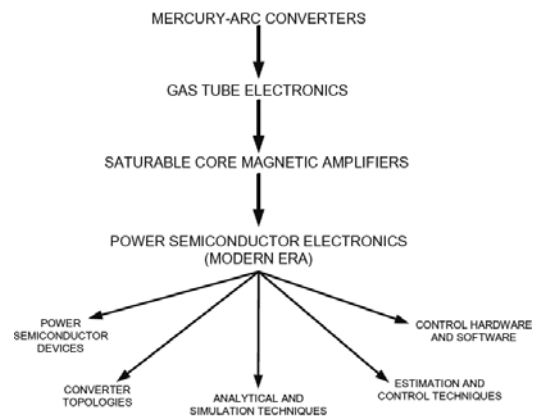 MERCURY-ARC CONVERTERS
GAS TUBE ELECTRONICS
SATURABLE CORE MAGNETIC AMPLIFIERS
POWER SEMICONDUCTOR ELECTRONICS
(MODERN ERA)
POWER
SEMICONDUCTOR
DEVICES
CONVERTER
TOPOLOGIES
ANALYTICAL AND
SIMULATION TECHNIQUES
ESTIMATION AND
CONTROL TECHNIQUES
CONTROL HARDWARE
AND SOFTWARE